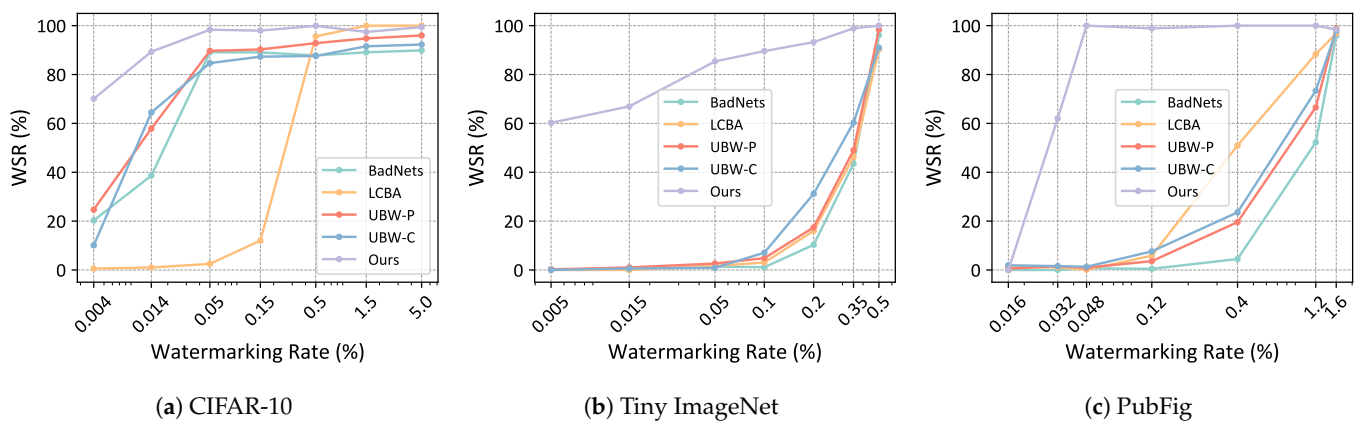 100
80
60
40
20
0
WSR (%)
BadNets
LCBA
UBW-P
UBW-C
Ours
0.004
0.014
0.05
0.15
0.5
1.5
5.0
Watermarking Rate (%)
(a) CIFAR-10
100
80
60
40
20
0
WSR (%)
BadNets
LCBA
UBW-P
UBW-C
Ours
0.005
0.015
0.05
0.1
0.2
0.35
0.5
Watermarking Rate (%)
(b) Tiny ImageNet
100
80
60
40
20
0
WSR (%)
BadNets
LCBA
UBW-P
UBW-C
Ours
0.016
0.032
0.048
0.12
0.4
1.2
1.6
Watermarking Rate (%)
(c) PubFig